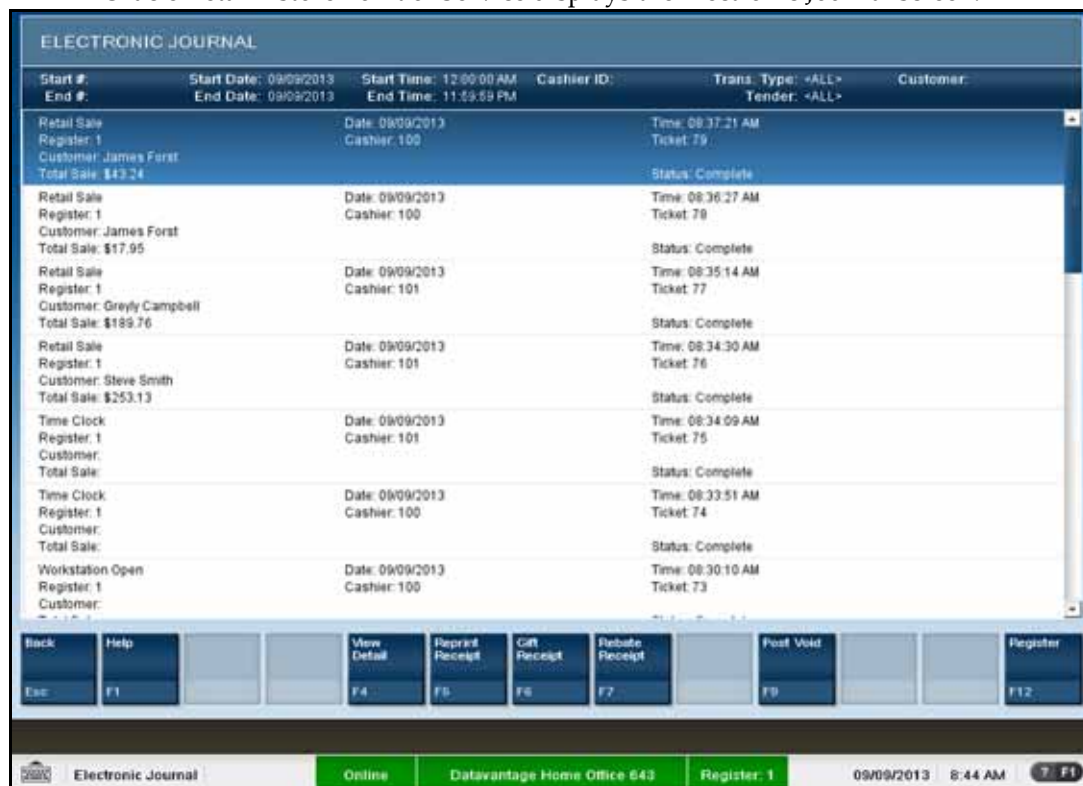 ELECTRONIC JOURNAL
Start #: Start Date: 09/09/2013 Start Time: 12:00:00 AM Cashier ID: Trans. Type: <ALL> Customer:
End #: End Date: 09/09/2013 End Time: 11:59:59 PM Tender: <ALL>
Retail Sale Date: 09/09/2013 Time: 08:37:21 AM
Register: 1 Cashier: 100 Ticket: 79
Customer: James Forst
Total Sale: $43.24 Status: Complete
Retail Sale Date: 09/09/2013 Time: 08:36:27 AM
Register: 1 Cashier: 100 Ticket: 78
Customer: James Forst
Total Sale: $17.95 Status: Complete
Retail Sale Date: 09/09/2013 Time: 08:35:14 AM
Register: 1 Cashier: 101 Ticket: 77
Customer: Greyly Campbell
Total Sale: $189.76 Status: Complete
Retail Sale Date: 09/09/2013 Time: 08:34:30 AM
Register: 1 Cashier: 101 Ticket: 76
Customer: Steve Smith
Total Sale: $253.13 Status: Complete
Time Clock Date: 09/09/2013 Time: 08:34:09 AM
Register: 1 Cashier: 101 Ticket: 75
Customer:
Total Sale: Status: Complete
Time Clock Date: 09/09/2013 Time: 08:33:51 AM
Register: 1 Cashier: 100 Ticket: 74
Customer:
Total Sale: Status: Complete
Workstation Open Date: 09/09/2013 Time: 08:30:10 AM
Register: 1 Cashier: 100 Ticket: 73
Customer:
Back Help View Detail Reprint Receipt Gift Receipt Rebate Receipt Post Void Register
Esc F1 F4 F5 F6 F7 F9 F12
Electronic Journal Online Datavantage Home Office 643 Register: 1 09/09/2013 8:44 AM ? F1